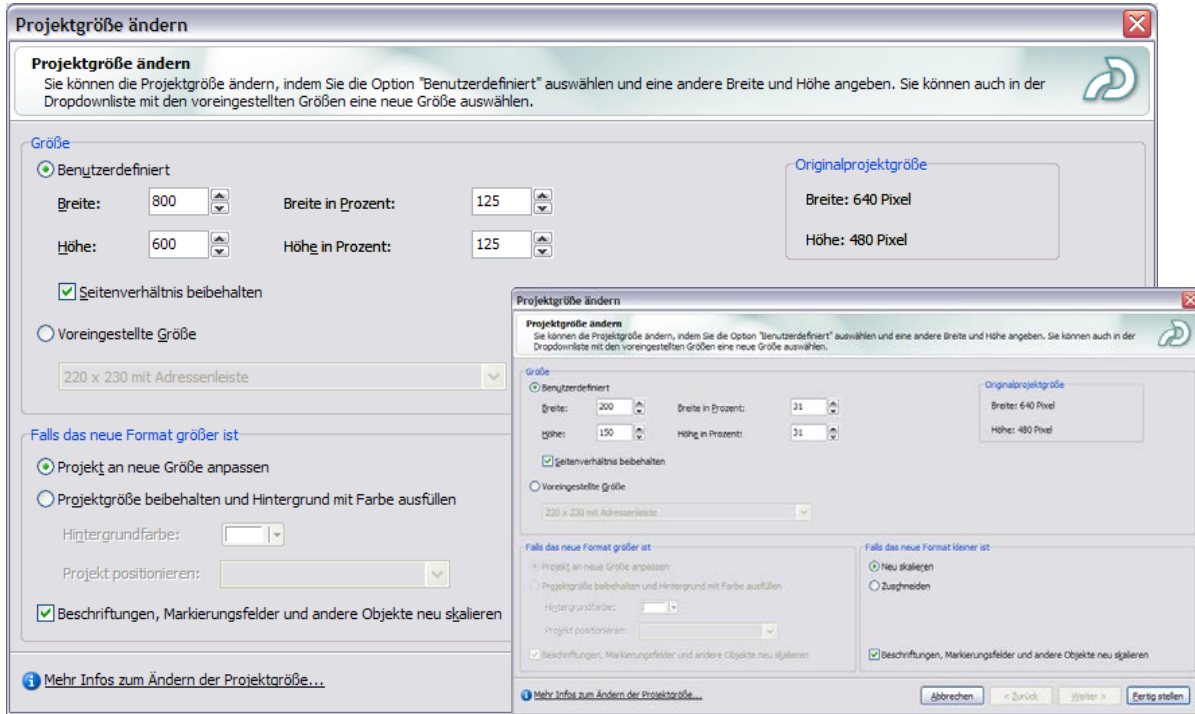 Projektgröße ändern
Projektgröße ändern
Sie können die Projektgröße ändern, indem Sie die Option "Benutzerdefiniert" auswählen und eine andere Breite und Höhe angeben. Sie können auch in der
Dropdownliste mit den voreingestellten Größen eine neue Größe auswählen.
Größe
Benutzerdefiniert
Breite: 800 Breite in Prozent: 125
Höhe: 600 Höhe in Prozent: 125
Seitenverhältnis beibehalten
Voreingestellte Größe
220 x 230 mit Adressenleiste
Originalprojektgröße
Breite: 640 Pixel
Höhe: 480 Pixel
Falls das neue Format größer ist
Projekt an neue Größe anpassen
Projektgröße beibehalten und Hintergrund mit Farbe ausfüllen
Hintergrundfarbe:
Projekt positionieren:
Beschriftungen, Markierungsfelder und andere Objekte neu skalieren
Mehr Infos zum Ändern der Projektgröße...
Projektgröße ändern
Projektgröße ändern
Sie können die Projektgröße ändern, indem Sie die Option "Benutzerdefiniert" auswählen und eine andere Breite und Höhe angeben. Sie können auch in der
Dropdownliste mit den voreingestellten Größen eine neue Größe auswählen.
Größe
Benutzerdefiniert
Breite: 200 Breite in Prozent: 31
Höhe: 150 Höhe in Prozent: 31
Seitenverhältnis beibehalten
Voreingestellte Größe
220 x 230 mit Adressenleiste
Originalprojektgröße
Breite: 640 Pixel
Höhe: 480 Pixel
Falls das neue Format größer ist
Projekt an neue Größe anpassen
Projektgröße beibehalten und Hintergrund mit Farbe ausfüllen
Hintergrundfarbe:
Projekt positionieren:
Beschriftungen, Markierungsfelder und andere Objekte neu skalieren
Falls das neue Format kleiner ist
Neu skalieren
Zuschneiden
Beschriftungen, Markierungsfelder und andere Objekte neu skalieren
Mehr Infos zum Ändern der Projektgröße...
Abbrechen < Zurück Weiter > Fertig stellen